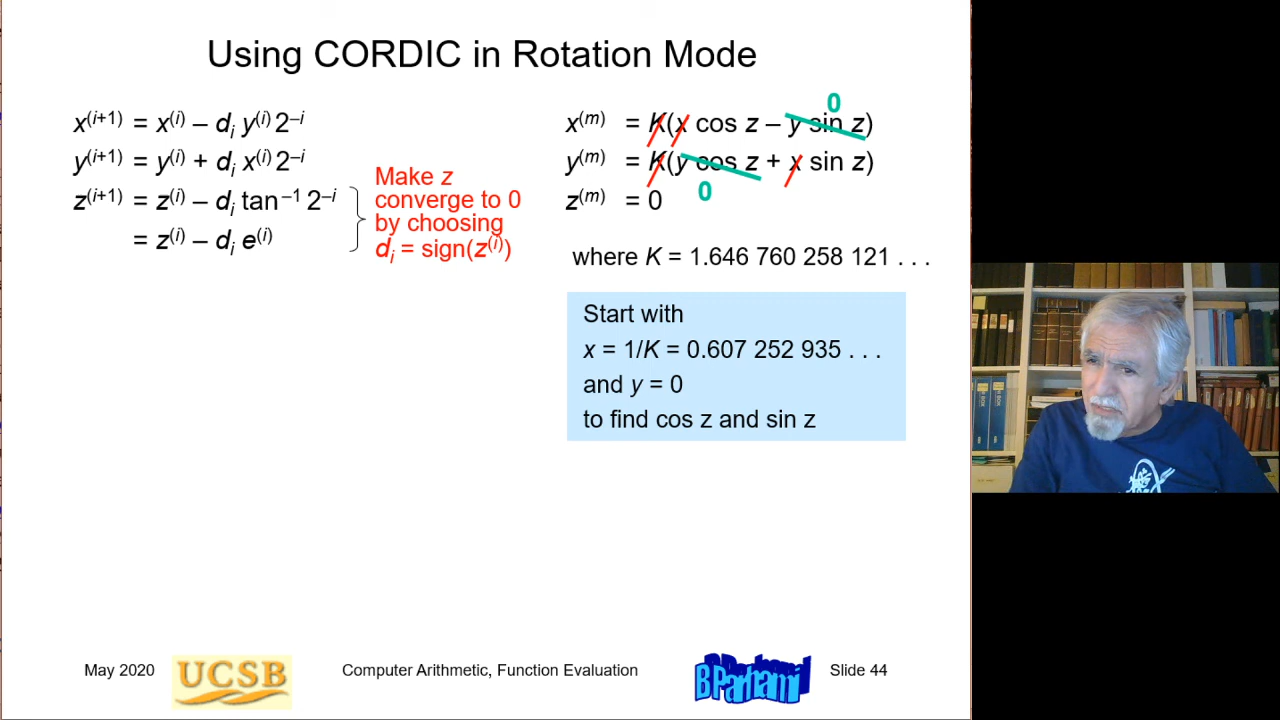 Using CORDIC in Rotation Mode
x⁽ⁱ⁺¹⁾ = x⁽ⁱ⁾ – dᵢ y⁽ⁱ⁾ 2⁻ⁱ
y⁽ⁱ⁺¹⁾ = y⁽ⁱ⁾ + dᵢ x⁽ⁱ⁾ 2⁻ⁱ
z⁽ⁱ⁺¹⁾ = z⁽ⁱ⁾ – dᵢ tan⁻¹ 2⁻ⁱ
= z⁽ⁱ⁾ – dᵢ e⁽ⁱ⁾
Make z
converge to 0
by choosing
dᵢ = sign(z⁽ⁱ⁾)
0
x⁽ᵐ⁾ = K(x cos z – y sin z)
y⁽ᵐ⁾ = K(y cos z + x sin z)
0
z⁽ᵐ⁾ = 0
where K = 1.646 760 258 121 . . .
Start with
x = 1/K = 0.607 252 935 . . .
and y = 0
to find cos z and sin z
May 2020
UCSB
Computer Arithmetic, Function Evaluation
B Parhami
Slide 44